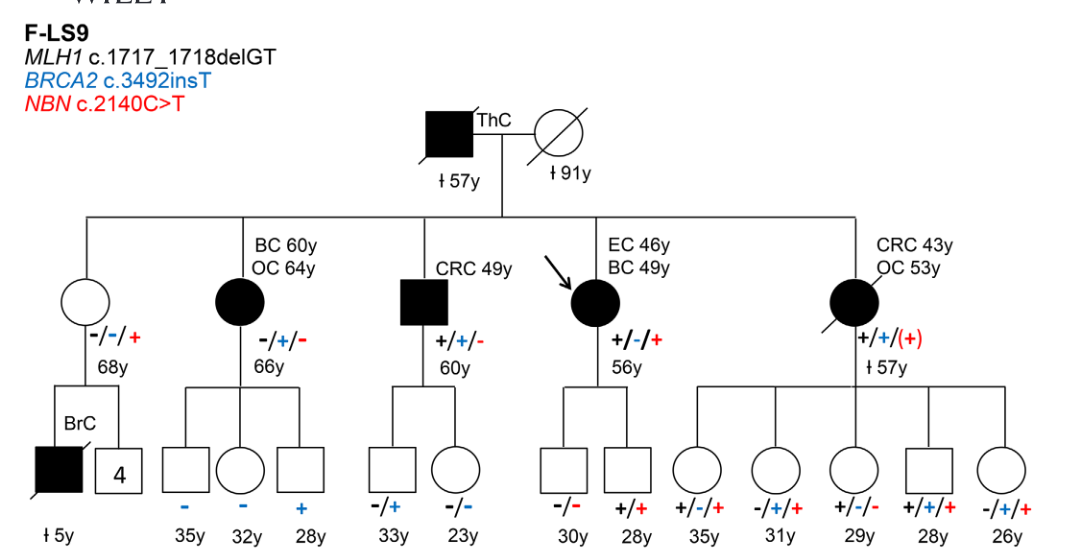 F-LS9
MLH1 c.1717_1718delGT
BRCA2 c.3492insT
NBN c.2140C>T
ThC
ƚ 57y
ƚ 91y
BC 60y
OC 64y
CRC 49y
EC 46y
BC 49y
CRC 43y
OC 53y
-/-/+
-/+/-
+/+/-
+/-/+
+/+/(+)
68y
66y
60y
56y
ƚ 57y
BrC
4
-
-
+
-/+
-/-
-/-
+/+
+/-/+
-/+/+
+/-/-
+/+/+
-/+/+
ƚ 5y
35y
32y
28y
33y
23y
30y
28y
35y
31y
29y
28y
26y